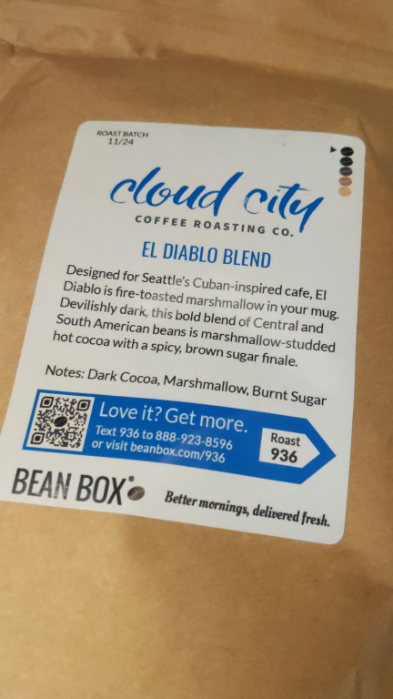 ROAST BATCH
11/24
cloud city
COFFEE ROASTING CO.
EL DIABLO BLEND
Designed for Seattle's Cuban-inspired cafe, El
Diablo is fire-toasted marshmallow in your mug.
Devilishly dark, this bold blend of Central and
South American beans is marshmallow-studded
hot cocoa with a spicy, brown sugar finale.
Notes: Dark Cocoa, Marshmallow, Burnt Sugar
Love it? Get more.
Text 936 to 888-923-8596
or visit beanbox.com/936
Roast
936
BEAN BOX
Better mornings, delivered fresh.